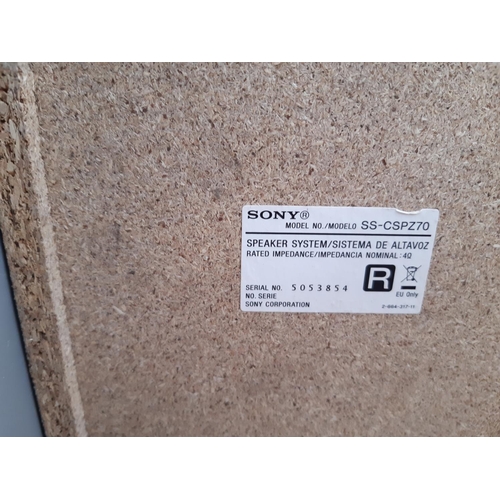 SONY®
MODEL NO./MODELO SS-CSPZ70
SPEAKER SYSTEM/SISTEMA DE ALTAVOZ
RATED IMPEDANCE/IMPEDANCIA NOMINAL:4Ω
R
SERIAL NO. 5053854
NO. SERIE
EU Only
SONY CORPORATION